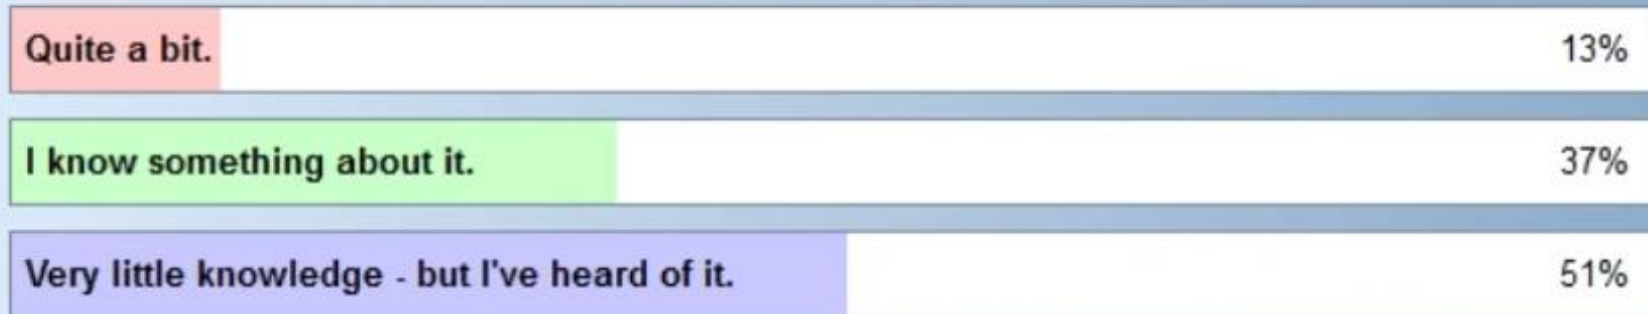 Quite a bit. 13%
I know something about it. 37%
Very little knowledge - but I've heard of it. 51%